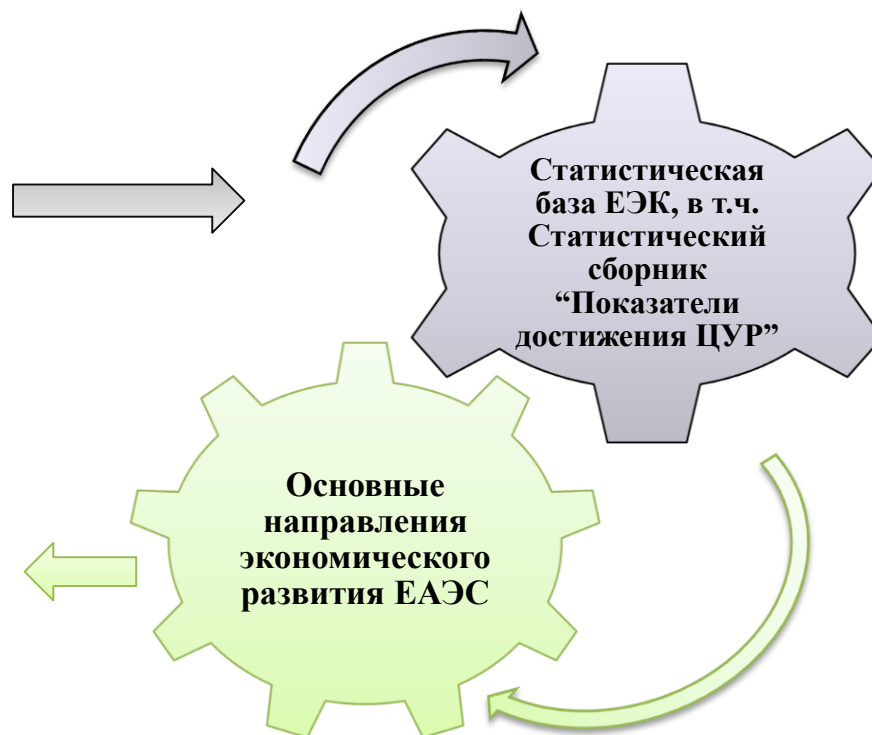 Статистическая
база ЕЭК, в т.ч.
Статистический
сборник
“Показатели
достижения ЦУР”
Основные
направления
экономического
развития ЕАЭС